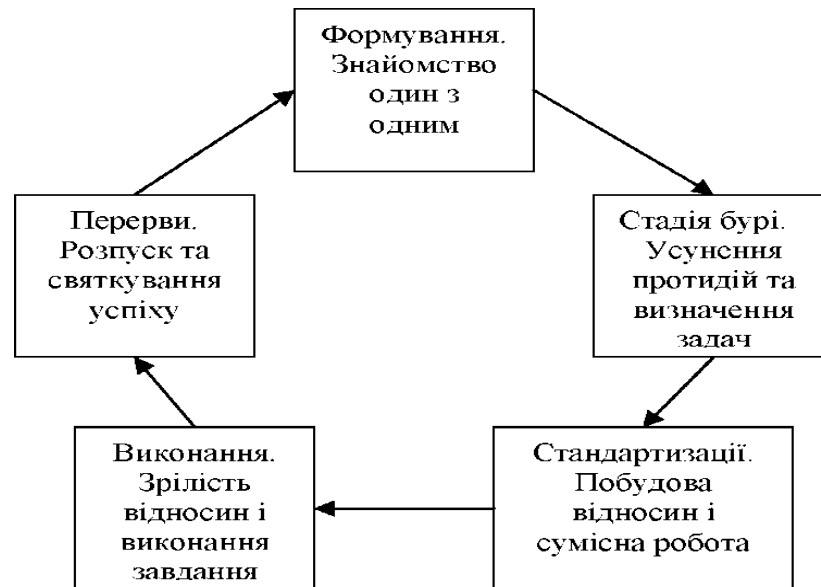 Формування.
Знайомство
один з
одним
Стадія бурі.
Усунення
протидій та
визначення
задач
Стандартизації.
Побудова
відносин і
сумісна робота
Виконання.
Зрілість
відносин і
виконання
завдання
Перерви.
Розпуск та
святкування
успіху